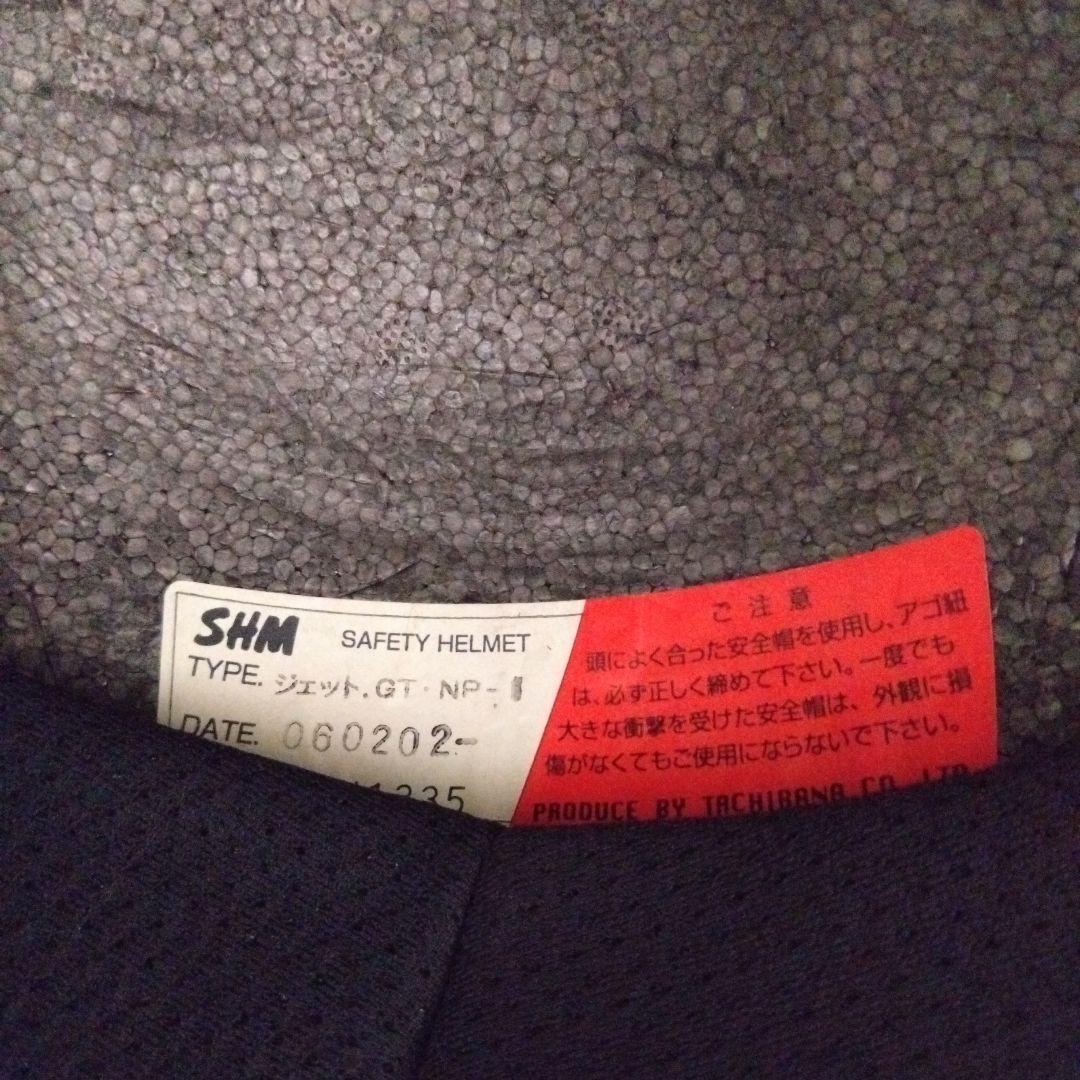 SHM SAFETY HELMET
TYPE. ジェット.GT・NP-1
DATE. 060202-
1335
ご注意
頭によく合った安全帽を使用し、アゴ紐
は、必ず正しく締めて下さい。一度でも
大きな衝撃を受けた安全帽は、外観に損
傷がなくてもご使用にならないで下さい。
PRODUCE BY TACHIBANA CO., LTD.